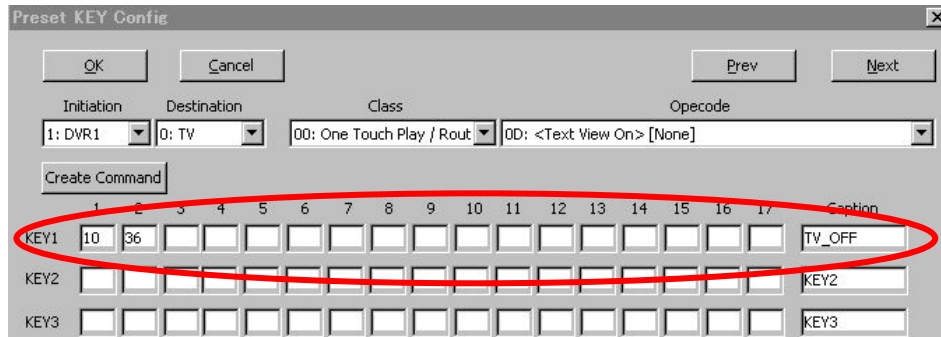 Preset KEY Config
OK Cancel Prev Next
Initiation Destination Class Opecode
1: DVR1 0: TV 00: One Touch Play / Rout 0D: <Text View On> [None]
Create Command
1 2 3 4 5 6 7 8 9 10 11 12 13 14 15 16 17 Caption
KEY1 10 36 TV_OFF
KEY2 KEY2
KEY3 KEY3